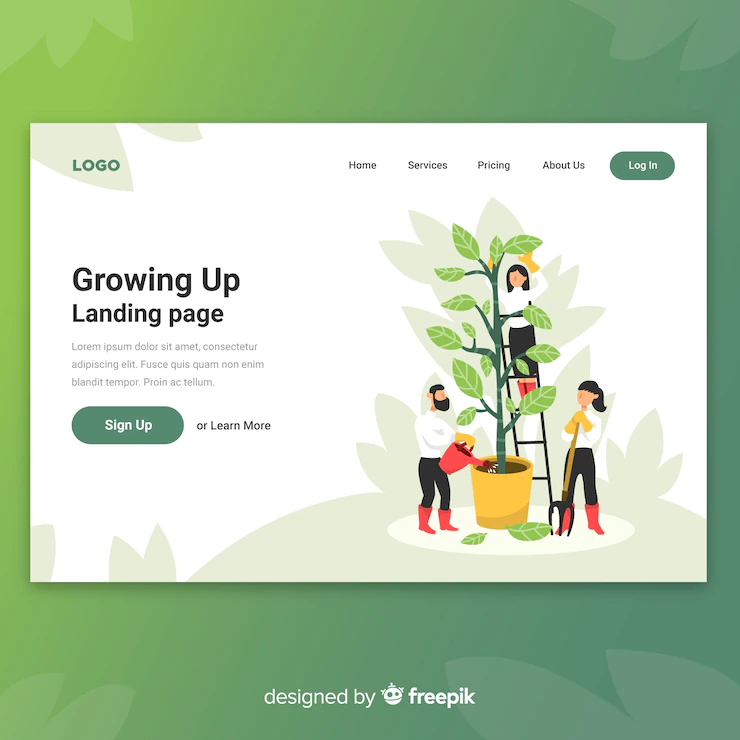 LOGO
Home Services Pricing About Us Log In
Growing Up
Landing page
Lorem ipsum dolor sit amet, consectetur
adipiscing elit. Fusce quis quam non enim
blandit tempor. Proin ac tellum.
Sign Up or Learn More
designed by freepik